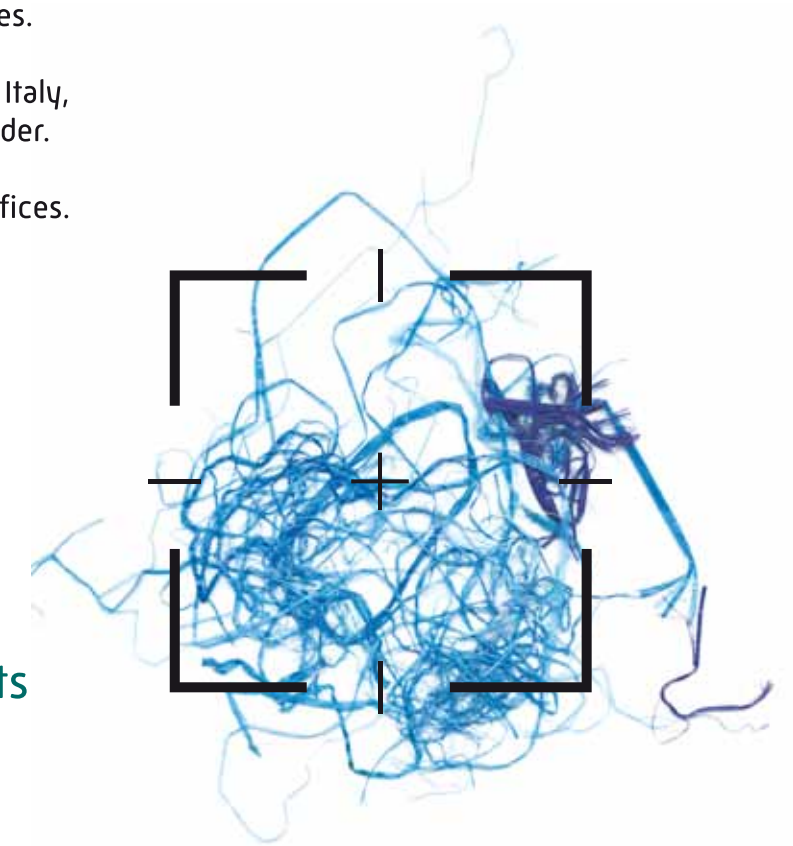 es.
Italy,
der.
fices.
ts